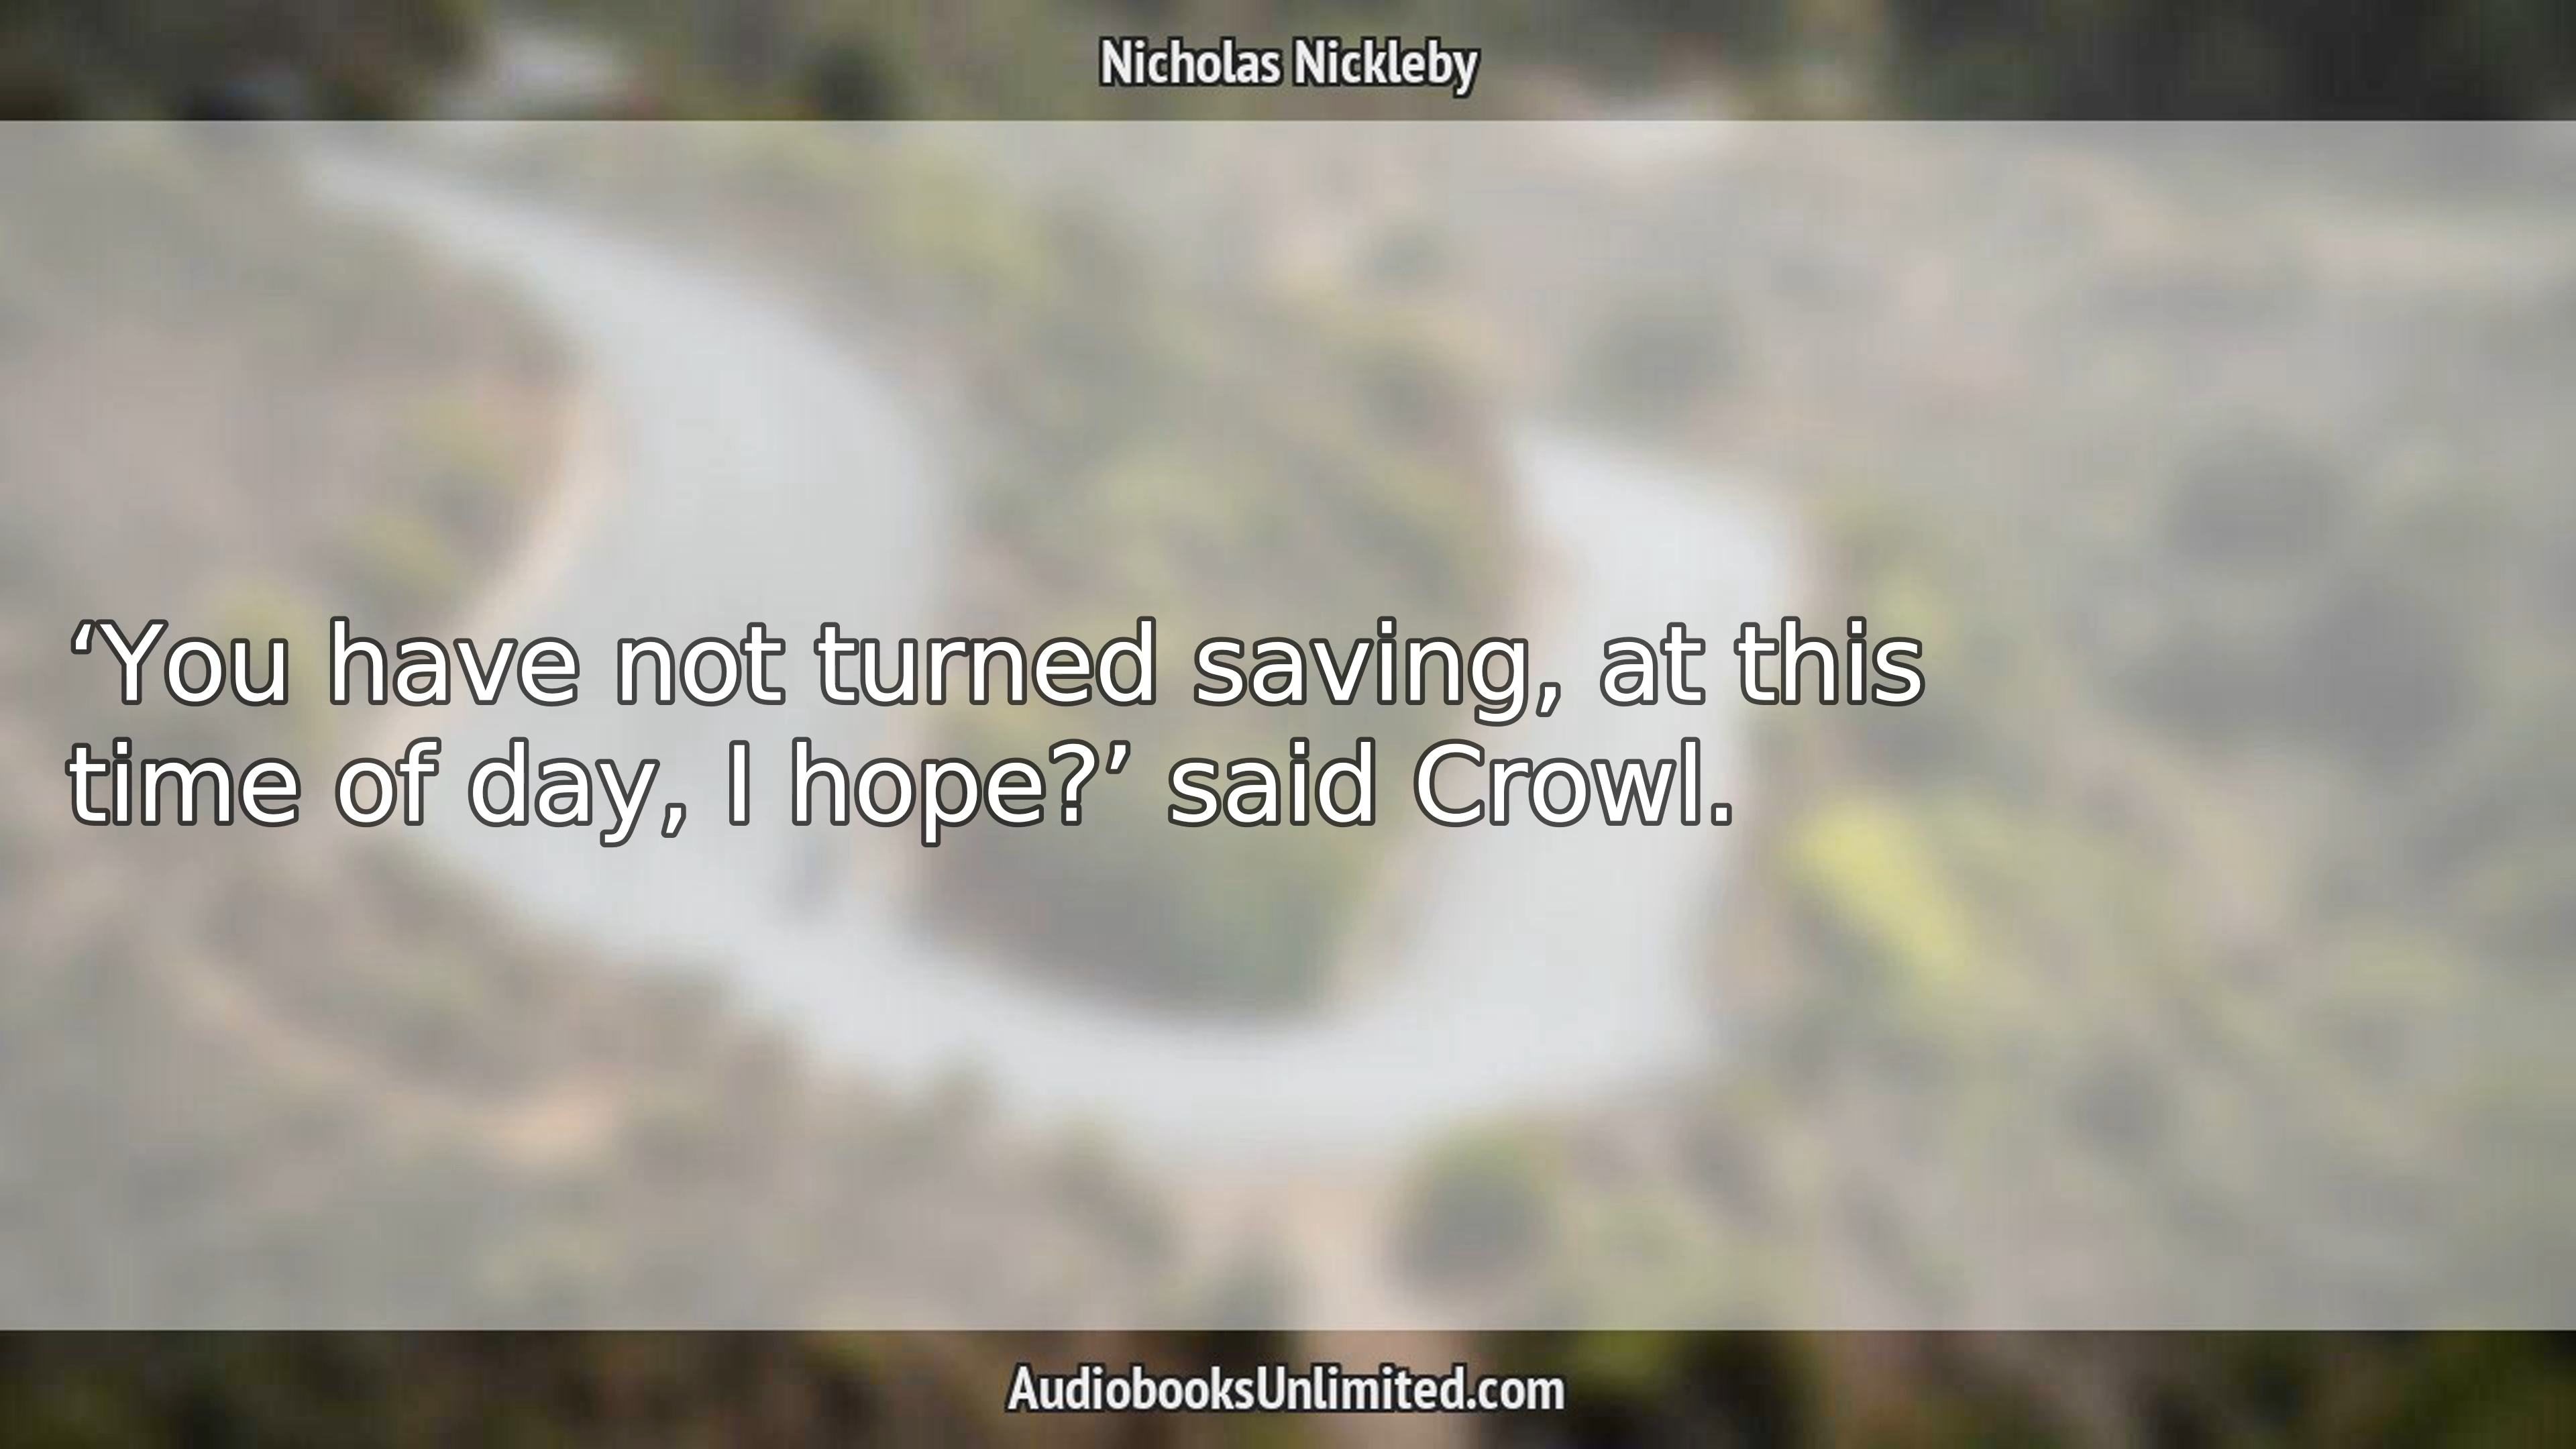 Nicholas Nickleby
‘You have not turned saving, at this
time of day, I hope?’ said Crowl.
AudiobooksUnlimited.com